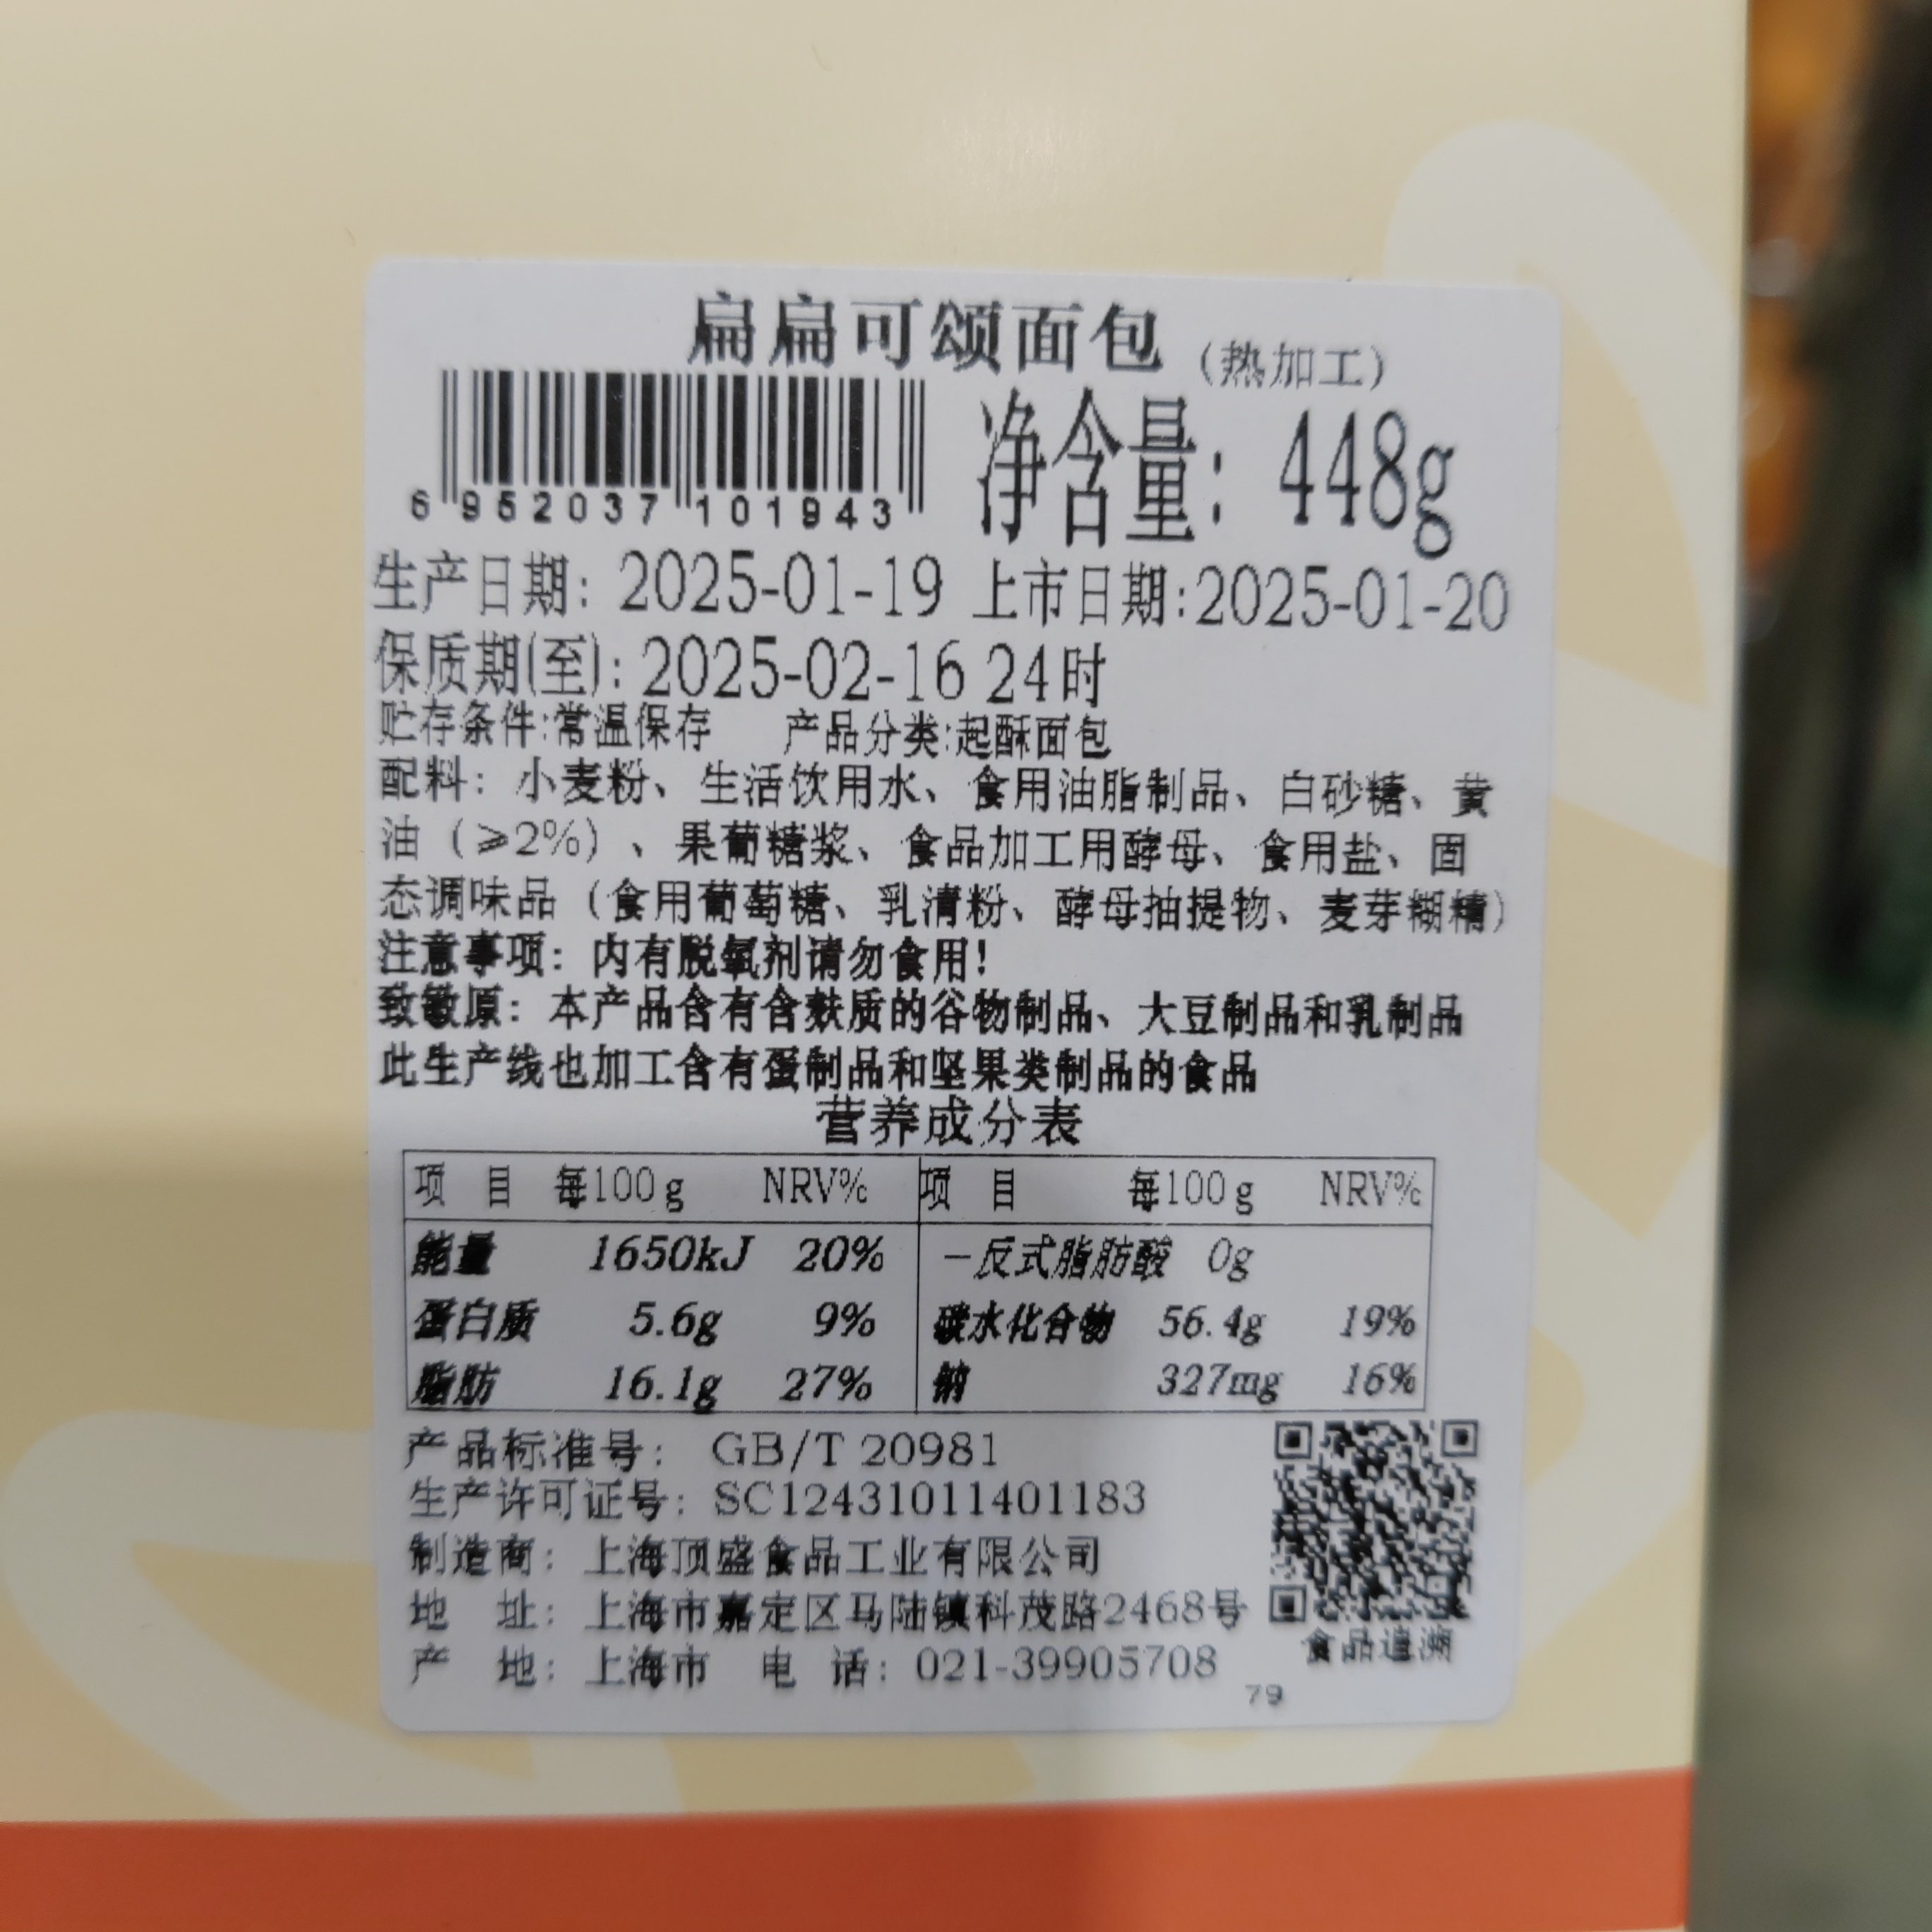 扁扁可颂面包 (热加工)
6 952037 101943
净含量: 448g
生产日期: 2025-01-19 上市日期:2025-01-20
保质期(至): 2025-02-16 24时
贮存条件:常温保存 产品分类:起酥面包
配料: 小麦粉、生活饮用水、食用油脂制品、白砂糖、黄
油(⩾2%)、果葡糖浆、食品加工用酵母、食用盐、固
态调味品(食用葡萄糖、乳清粉、酵母抽提物、麦芽糊精)
注意事项: 内有脱氧剂请勿食用!
致敏原: 本产品含有含麸质的谷物制品、大豆制品和乳制品
此生产线也加工含有蛋制品和坚果类制品的食品
营养成分表
项 目 每100g NRV% 项 目 每100g NRV%
能量 1650kJ 20% -反式脂肪酸 0g
蛋白质 5.6g 9% 碳水化合物 56.4g 19%
脂肪 16.1g 27% 钠 327mg 16%
产品标准号: GB/T 20981
生产许可证号: SC12431011401183
制造商: 上海顶盛食品工业有限公司
地 址: 上海市嘉定区马陆镇科茂路2468号
产 地: 上海市 电 话: 021-39905708
食品追溯
79